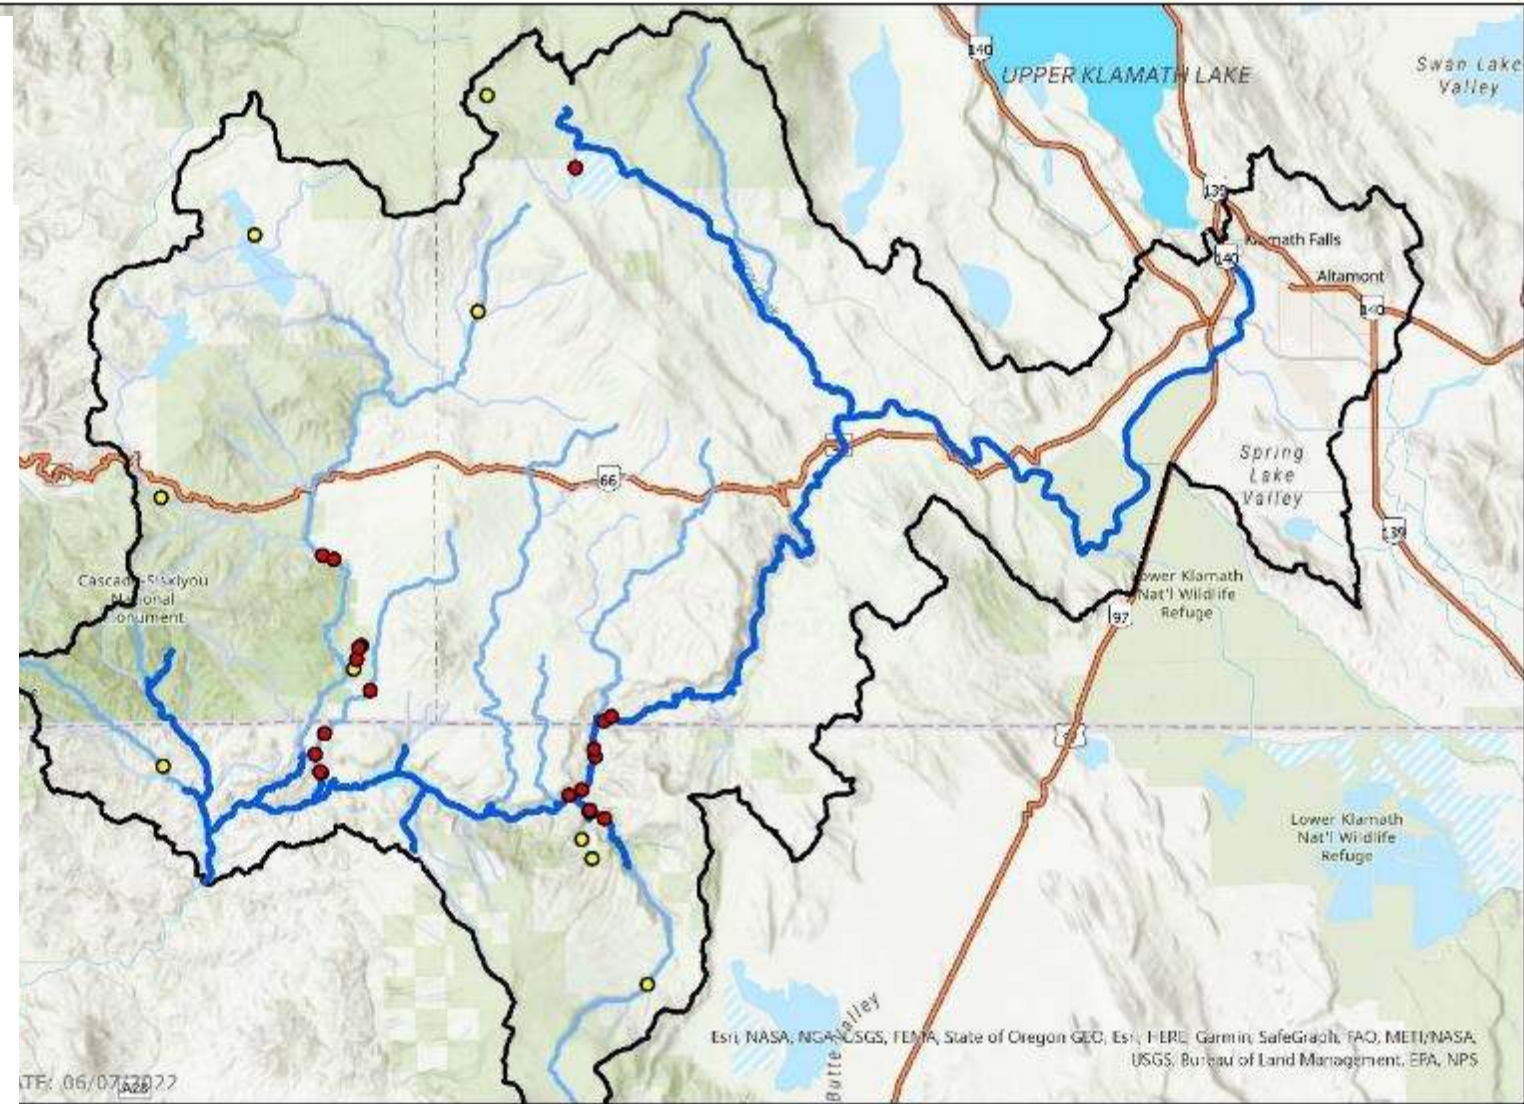 140
UPPER KLAMATH LAKE
Swan Lake
Valley
139
Klamath Falls
140
Altamont
140
66
Spring
Lake
Valley
139
Cascade-Siskiyou
National
Monument
Lower Klamath
Nat'l Wildlife
Refuge
97
Lower Klamath
Nat'l Wildlife
Refuge
Butte Valley
Esri, NASA, NGA, USGS, FEMA, State of Oregon GEO, Esri, HERE, Garmin, SafeGraph, FAO, METI/NASA,
USGS, Bureau of Land Management, EPA, NPS
TE: 06/07/2022
A28